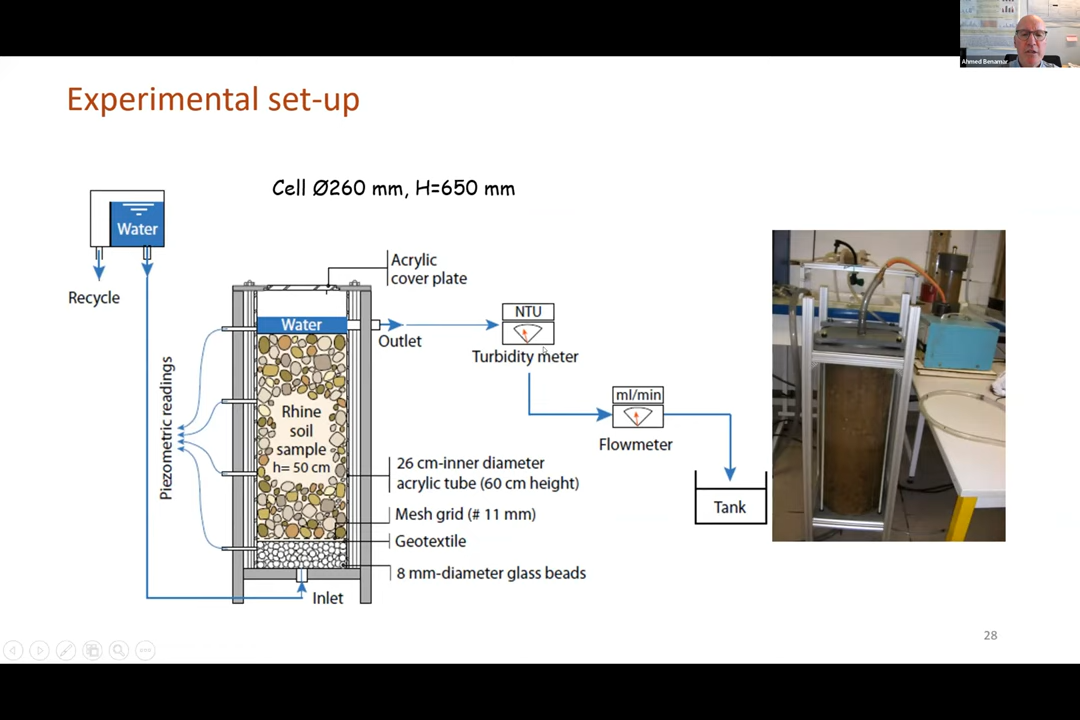 Ahmed Benamar
Experimental set-up
Cell Ø260 mm, H=650 mm
Water
Recycle
Acrylic
cover plate
Water
Outlet
NTU
Turbidity meter
ml/min
Flowmeter
Tank
Piezometric readings
Rhine
soil
sample
h= 50 cm
26 cm-inner diameter
acrylic tube (60 cm height)
Mesh grid (# 11 mm)
Geotextile
8 mm-diameter glass beads
Inlet
28